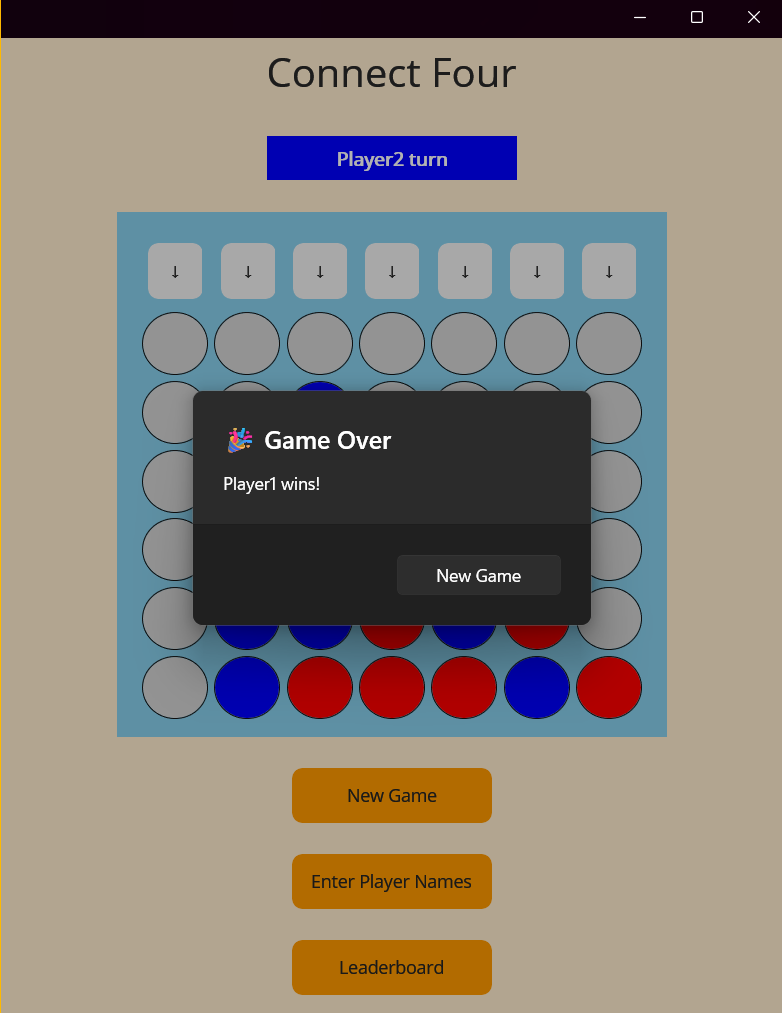 Connect Four
Player2 turn
↓ ↓ ↓ ↓ ↓ ↓ ↓
🎉 Game Over
Player1 wins!
New Game
New Game
Enter Player Names
Leaderboard